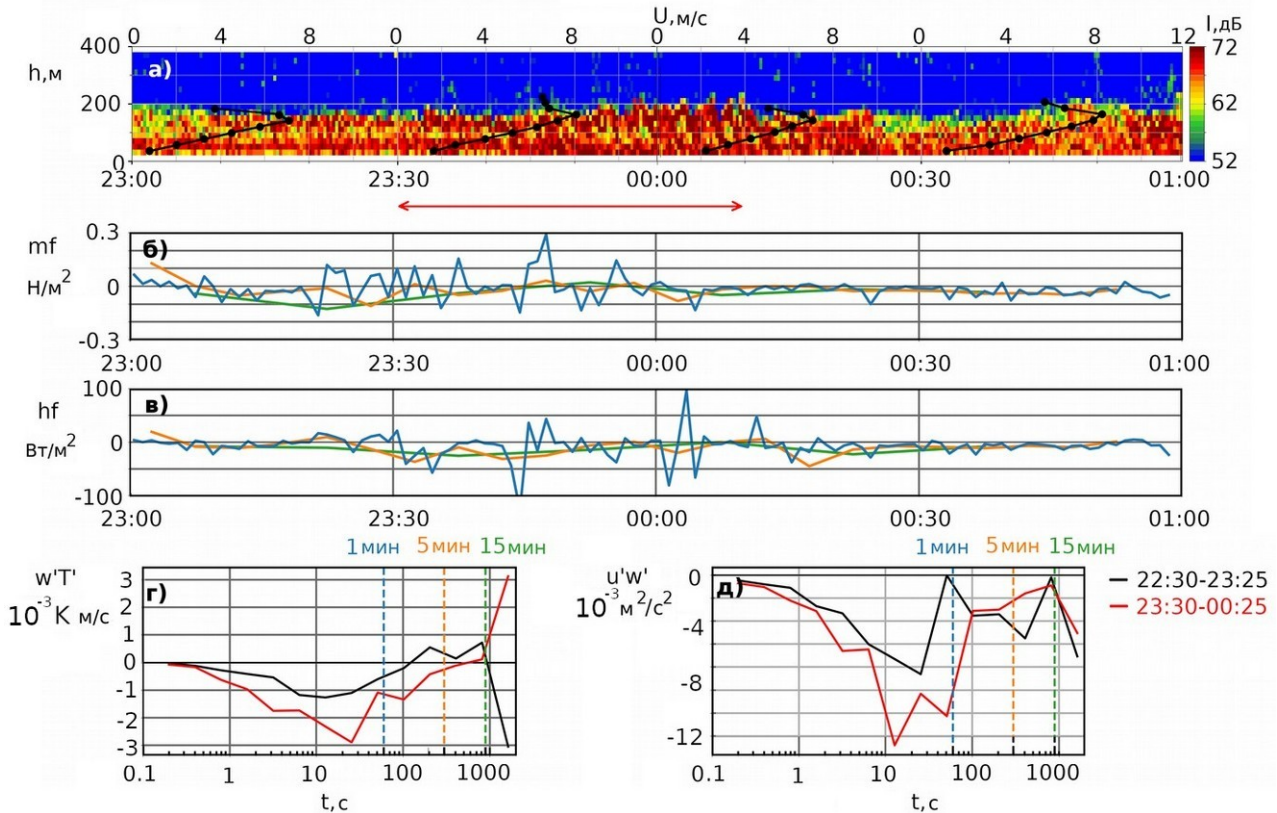 U,м/с
0 4 8 0 4 8 0 4 8 0 4 8 12 I,дБ
400 72
h,м а)
200 62
0 52
23:00 23:30 00:00 00:30 01:00
0.3
mf б)
Н/м²
0
-0.3
23:00 23:30 00:00 00:30 01:00
100
hf в)
Вт/м²
0
-100
23:00 23:30 00:00 00:30 01:00
1мин 5мин 15мин
w'T'
10⁻³К м/с
г)
3
2
1
0
-1
-2
-3
0.1 1 10 100 1000
t,с
1мин 5мин 15мин
u'w'
10⁻³м²/с²
д)
0
-4
-8
-12
0.1 1 10 100 1000
t,с
22:30-23:25
23:30-00:25